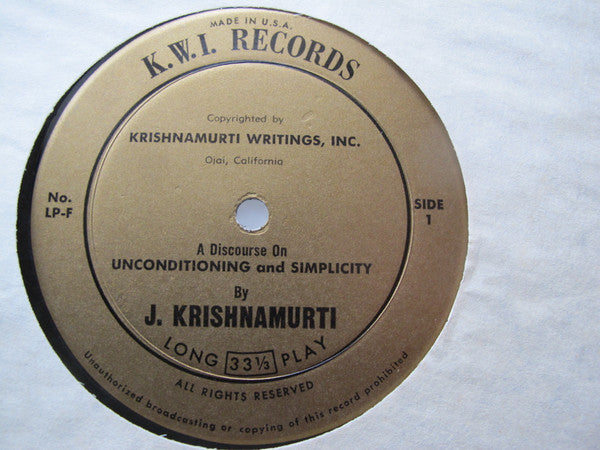 MADE IN U.S.A.
K.W.I. RECORDS
Copyrighted by
KRISHNAMURTI WRITINGS, INC.
Ojai, California
No.
LP-F
SIDE
1
A Discourse On
UNCONDITIONING and SIMPLICITY
By
J. KRISHNAMURTI
LONG 33⅓ PLAY
ALL RIGHTS RESERVED
Unauthorized broadcasting or copying of this record prohibited